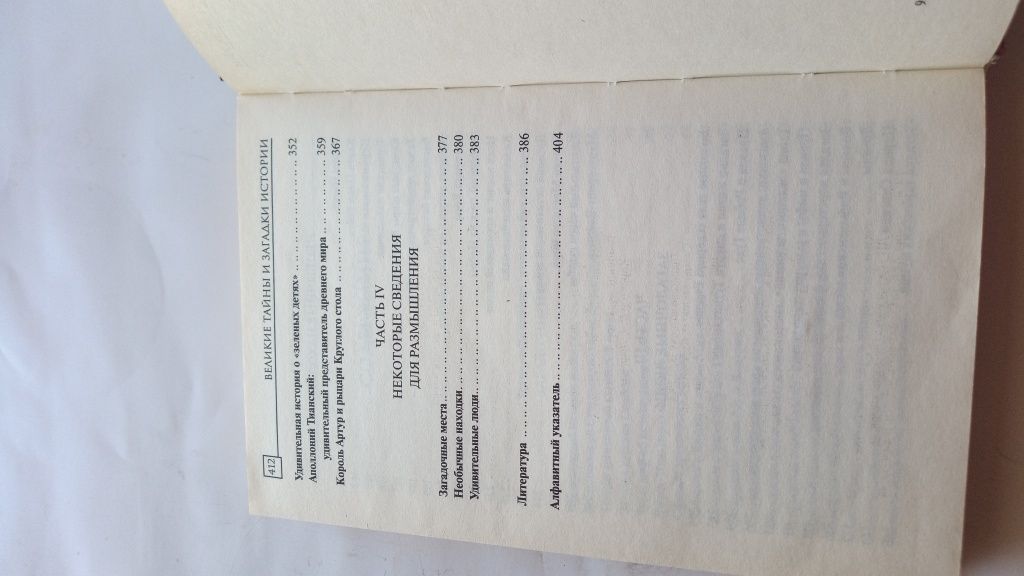 412
ВЕЛИКИЕ ТАЙНЫ И ЗАГАДКИ ИСТОРИИ
Удивительная история о «зеленых детях» .. .. .. .. .. .. .. .. .. .. 352
Аполлоний Тианский:
удивительный представитель древнего мира .. .. .. .. .. .. .. 359
Король Артур и рыцари Круглого стола .. .. .. .. .. .. .. .. .. .. 367
ЧАСТЬ IV
НЕКОТОРЫЕ СВЕДЕНИЯ
ДЛЯ РАЗМЫШЛЕНИЯ
Загадочные места .. .. .. .. .. .. .. .. .. .. .. .. .. .. .. .. .. .. .. .. 377
Необычные находки. .. .. .. .. .. .. .. .. .. .. .. .. .. .. .. .. .. .. 380
Удивительные люди. .. .. .. .. .. .. .. .. .. .. .. .. .. .. .. .. .. .. 383
Литература .. .. .. .. .. .. .. .. .. .. .. .. .. .. .. .. .. .. .. .. .. .. 386
Алфавитный указатель .. .. .. .. .. .. .. .. .. .. .. .. .. .. .. .. .. 404